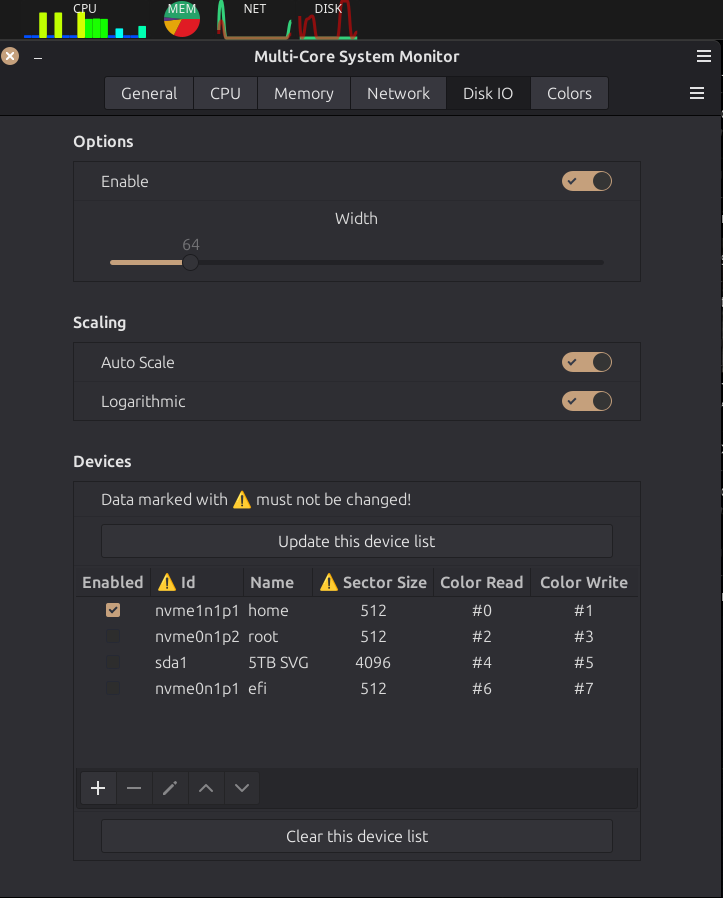 CPU MEM NET DISK
Multi-Core System Monitor
General CPU Memory Network Disk IO Colors
Options
Enable
Width
64
Scaling
Auto Scale
Logarithmic
Devices
Data marked with ⚠️ must not be changed!
Update this device list
Enabled ⚠️ Id Name ⚠️ Sector Size Color Read Color Write
nvme1n1p1 home 512 #0 #1
nvme0n1p2 root 512 #2 #3
sda1 5TB SVG 4096 #4 #5
nvme0n1p1 efi 512 #6 #7
Clear this device list